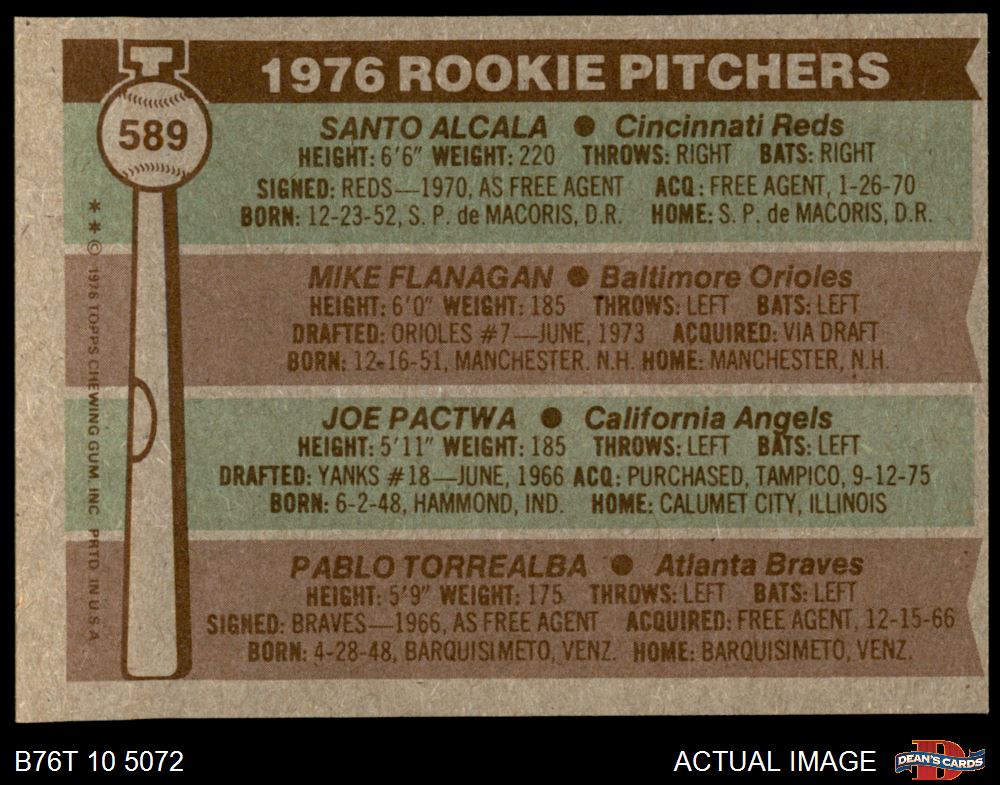 T
1976 ROOKIE PITCHERS
589
SANTO ALCALA ● Cincinnati Reds
HEIGHT: 6'6" WEIGHT: 220 THROWS: RIGHT BATS: RIGHT
SIGNED: REDS—1970, AS FREE AGENT ACQ: FREE AGENT, 1-26-70
BORN: 12-23-52, S. P. de MACORIS, D.R. HOME: S. P. de MACORIS, D.R.
MIKE FLANAGAN ● Baltimore Orioles
HEIGHT: 6'0" WEIGHT: 185 THROWS: LEFT BATS: LEFT
DRAFTED: ORIOLES #7—JUNE, 1973 ACQUIRED: VIA DRAFT
BORN: 12-16-51, MANCHESTER. N.H. HOME: MANCHESTER, N.H.
JOE PACTWA ● California Angels
HEIGHT: 5'11" WEIGHT: 185 THROWS: LEFT BATS: LEFT
DRAFTED: YANKS #18—JUNE, 1966 ACQ: PURCHASED, TAMPICO, 9-12-75
BORN: 6-2-48, HAMMOND, IND. HOME: CALUMET CITY, ILLINOIS
PABLO TORREALBA ● Atlanta Braves
HEIGHT: 5'9" WEIGHT: 175 THROWS: LEFT BATS: LEFT
SIGNED: BRAVES—1966, AS FREE AGENT ACQUIRED: FREE AGENT, 12-15-66
BORN: 4-28-48, BARQUISIMETO, VENZ. HOME: BARQUISIMETO, VENZ.
** © 1976 TOPPS CHEWING GUM, INC. PRTD. IN U.S.A.
B76T 10 5072
ACTUAL IMAGE
D
DEAN'S CARDS